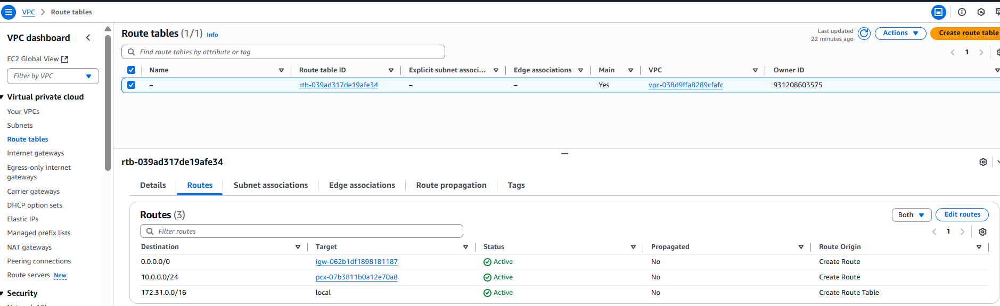 VPC > Route tables
VPC dashboard
EC2 Global View
Filter by VPC
Virtual private cloud
Your VPCs
Subnets
Route tables
Internet gateways
Egress-only internet
gateways
Carrier gateways
DHCP option sets
Elastic IPs
Managed prefix lists
NAT gateways
Peering connections
Route servers New
Security
Route tables (1/1) Info
Last updated
22 minutes ago
Actions
Create route table
Find route tables by attribute or tag
1
Name Route table ID Explicit subnet associ... Edge associations Main VPC Owner ID
– rtb-039ad317de19afe34 – – Yes vpc-038d9ffa8289cfafc 931208603575
rtb-039ad317de19afe34
Details Routes Subnet associations Edge associations Route propagation Tags
Routes (3)
Both
Edit routes
Filter routes
1
Destination Target Status Propagated Route Origin
0.0.0.0/0 igw-062b1df1898181187 Active No Create Route
10.0.0.0/24 pcx-07b3811b0a12e70a8 Active No Create Route
172.31.0.0/16 local Active No Create Route Table